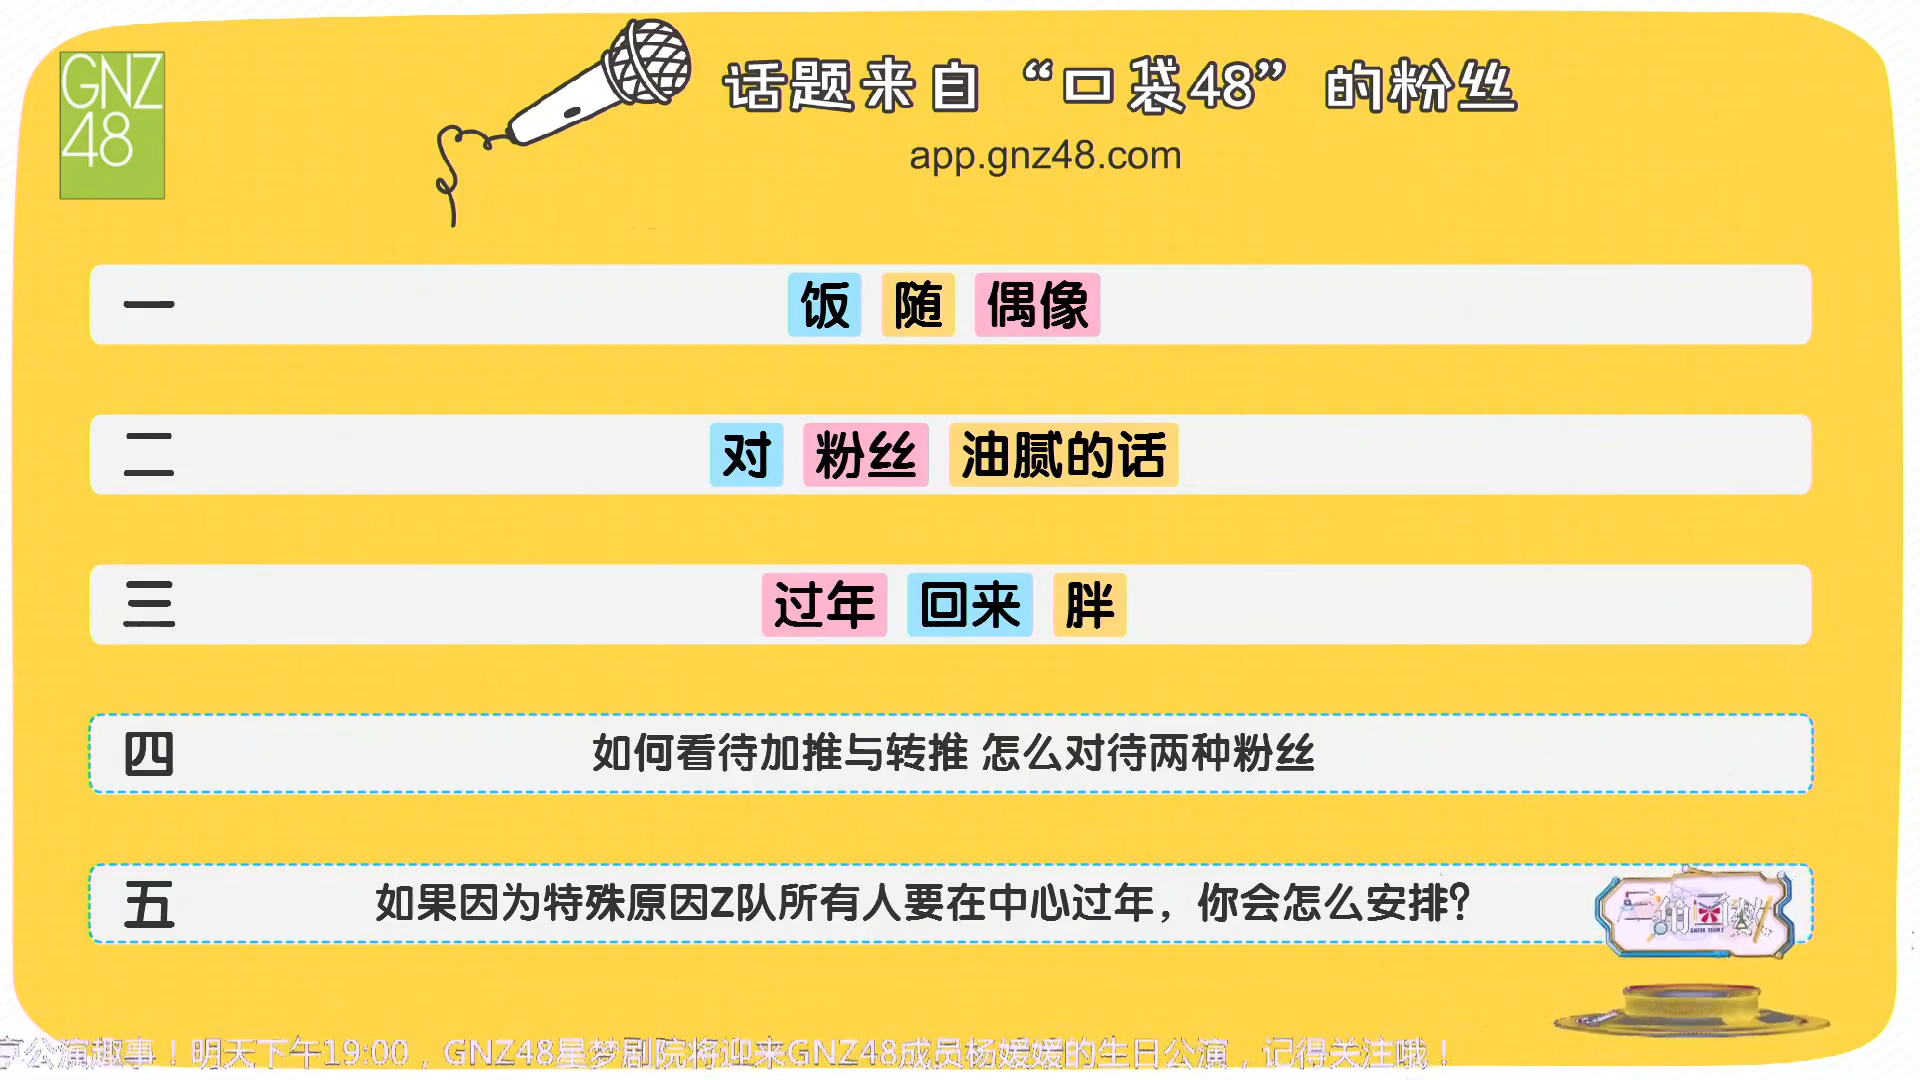 GNZ
48
话题来自“口袋48”的粉丝
app.gnz48.com
一 饭 随 偶像
二 对 粉丝 油腻的话
三 过年 回来 胖
四 如何看待加推与转推 怎么对待两种粉丝
五 如果因为特殊原因Z队所有人要在中心过年，你会怎么安排？
公演趣事！明天下午19:00，GNZ48星梦剧院将迎来GNZ48成员杨媛媛的生日公演，记得关注哦！